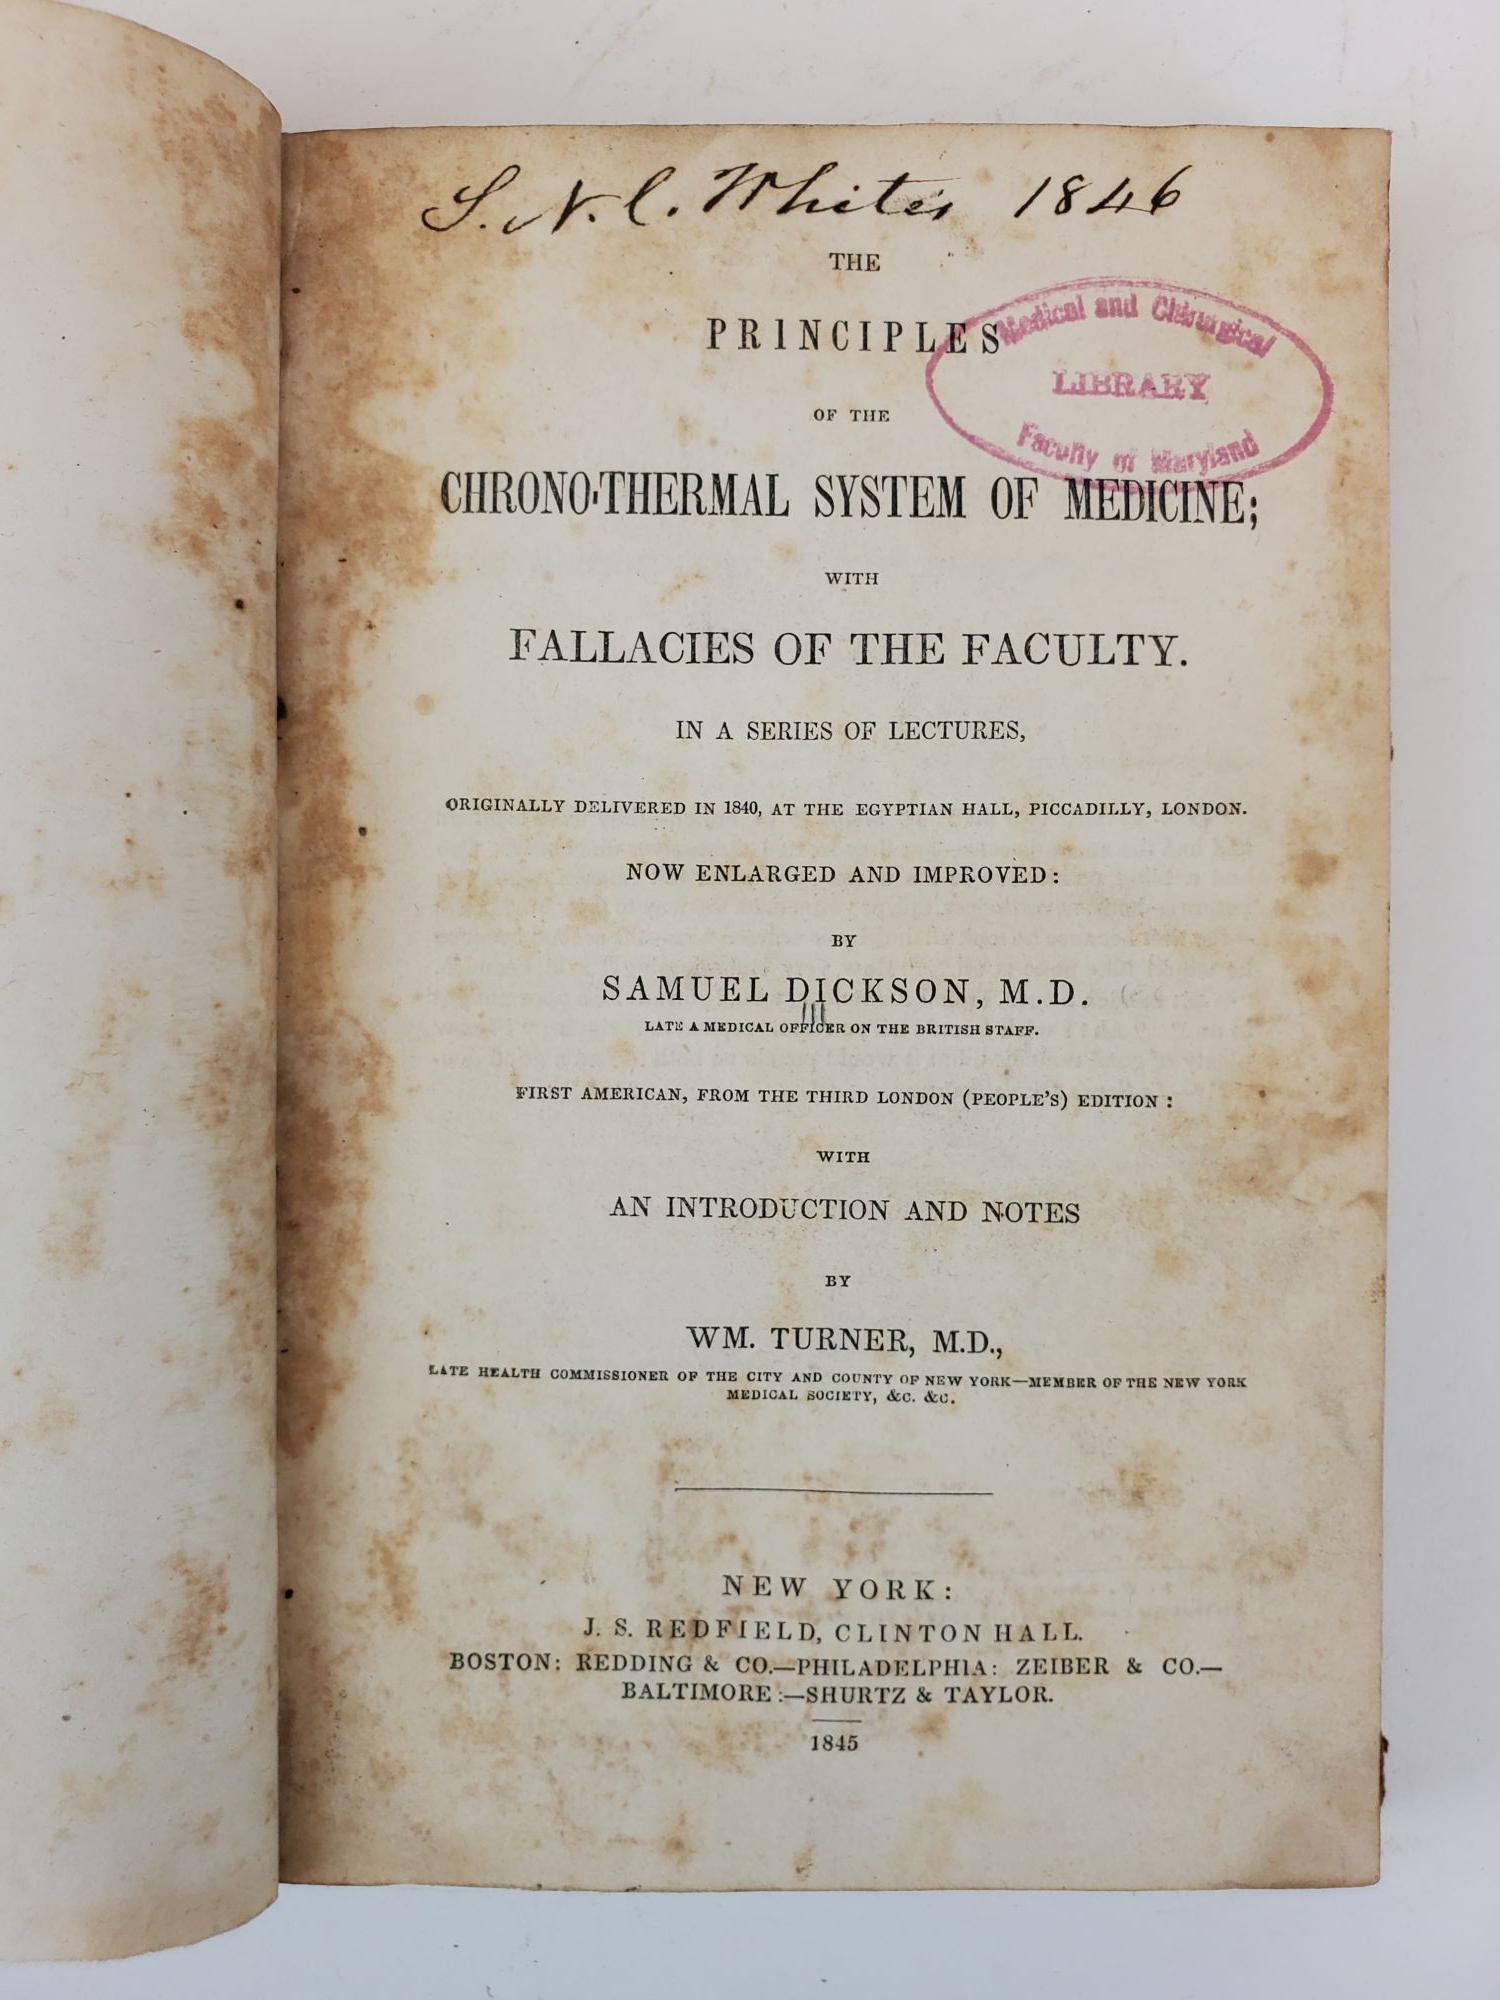 S. N. C. White's 1846
THE
PRINCIPLES
Medical and Chirurgical
LIBRARY
Faculty of Maryland
OF THE
CHRONO-THERMAL SYSTEM OF MEDICINE;
WITH
FALLACIES OF THE FACULTY.
IN A SERIES OF LECTURES,
ORIGINALLY DELIVERED IN 1840, AT THE EGYPTIAN HALL, PICCADILLY, LONDON.
NOW ENLARGED AND IMPROVED:
BY
SAMUEL DICKSON, M.D.
LATE A MEDICAL OFFICER ON THE BRITISH STAFF.
FIRST AMERICAN, FROM THE THIRD LONDON (PEOPLE'S) EDITION:
WITH
AN INTRODUCTION AND NOTES
BY
WM. TURNER, M.D.,
LATE HEALTH COMMISSIONER OF THE CITY AND COUNTY OF NEW YORK—MEMBER OF THE NEW YORK
MEDICAL SOCIETY, &C. &C.
NEW YORK:
J. S. REDFIELD, CLINTON HALL.
BOSTON: REDDING & CO.—PHILADELPHIA: ZEIBER & CO.—
BALTIMORE:—SHURTZ & TAYLOR.
1845